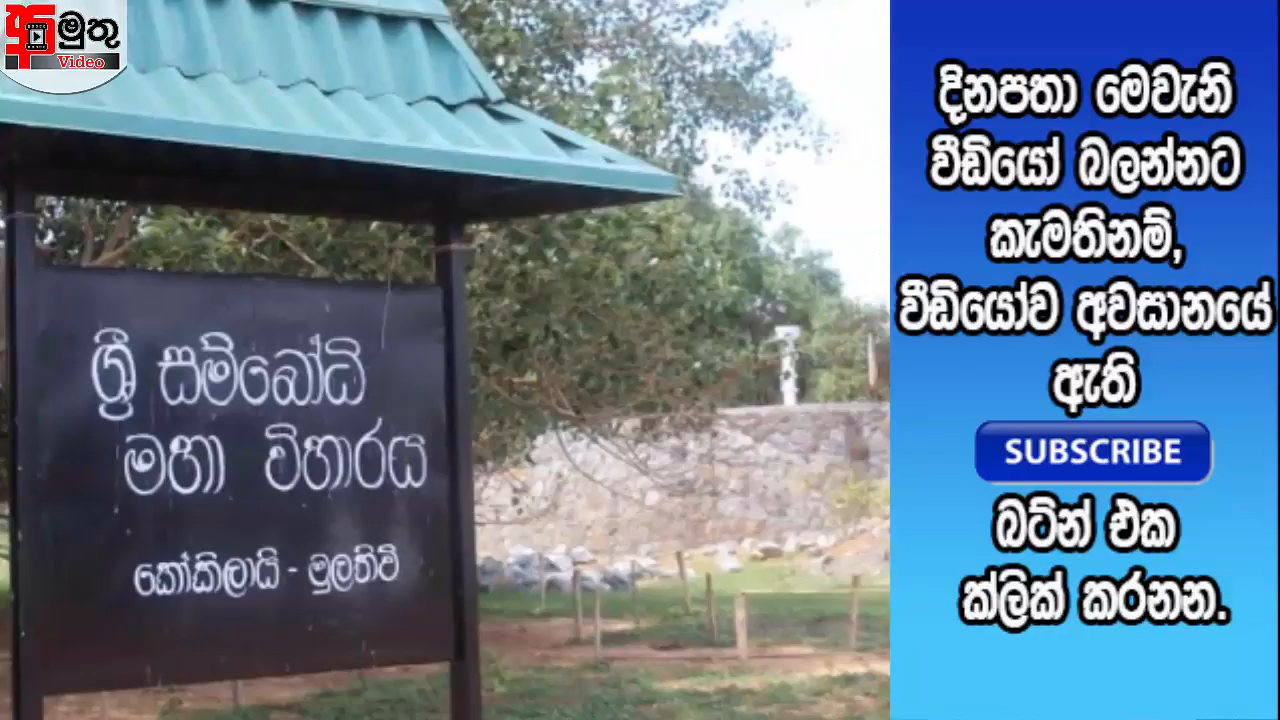 මුතු
Video
ශ්‍රී සම්බෝධි
මහා විහාරය
කෝකිලායි - මුලතිව්
දිනපතා මෙවැනි
වීඩියෝ බලන්නට
කැමතිනම්,
වීඩියෝව අවසානයේ
ඇති
SUBSCRIBE
බටන් එක
ක්ලික් කරනන.